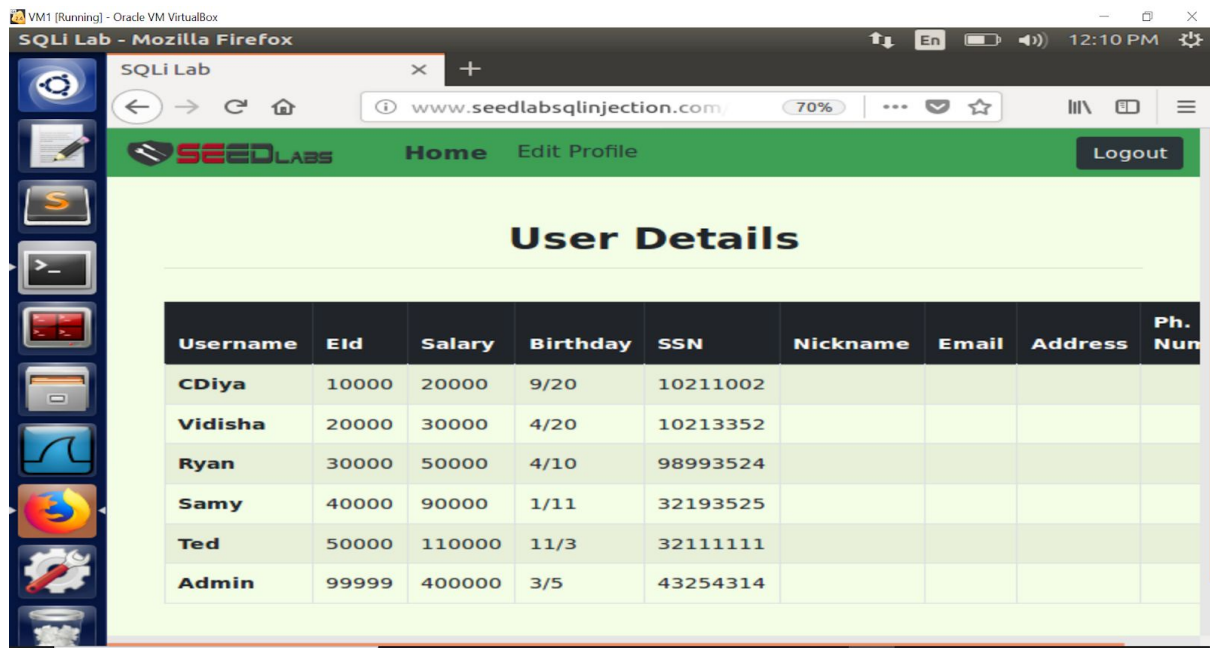 VM1 [Running] - Oracle VM VirtualBox
SQLi Lab - Mozilla Firefox En 12:10 PM
SQLi Lab
www.seedlabsqlinjection.com/ 70%
SEEDLABS Home Edit Profile Logout
User Details
Username EId Salary Birthday SSN Nickname Email Address Ph. Num
CDiya 10000 20000 9/20 10211002
Vidisha 20000 30000 4/20 10213352
Ryan 30000 50000 4/10 98993524
Samy 40000 90000 1/11 32193525
Ted 50000 110000 11/3 32111111
Admin 99999 400000 3/5 43254314